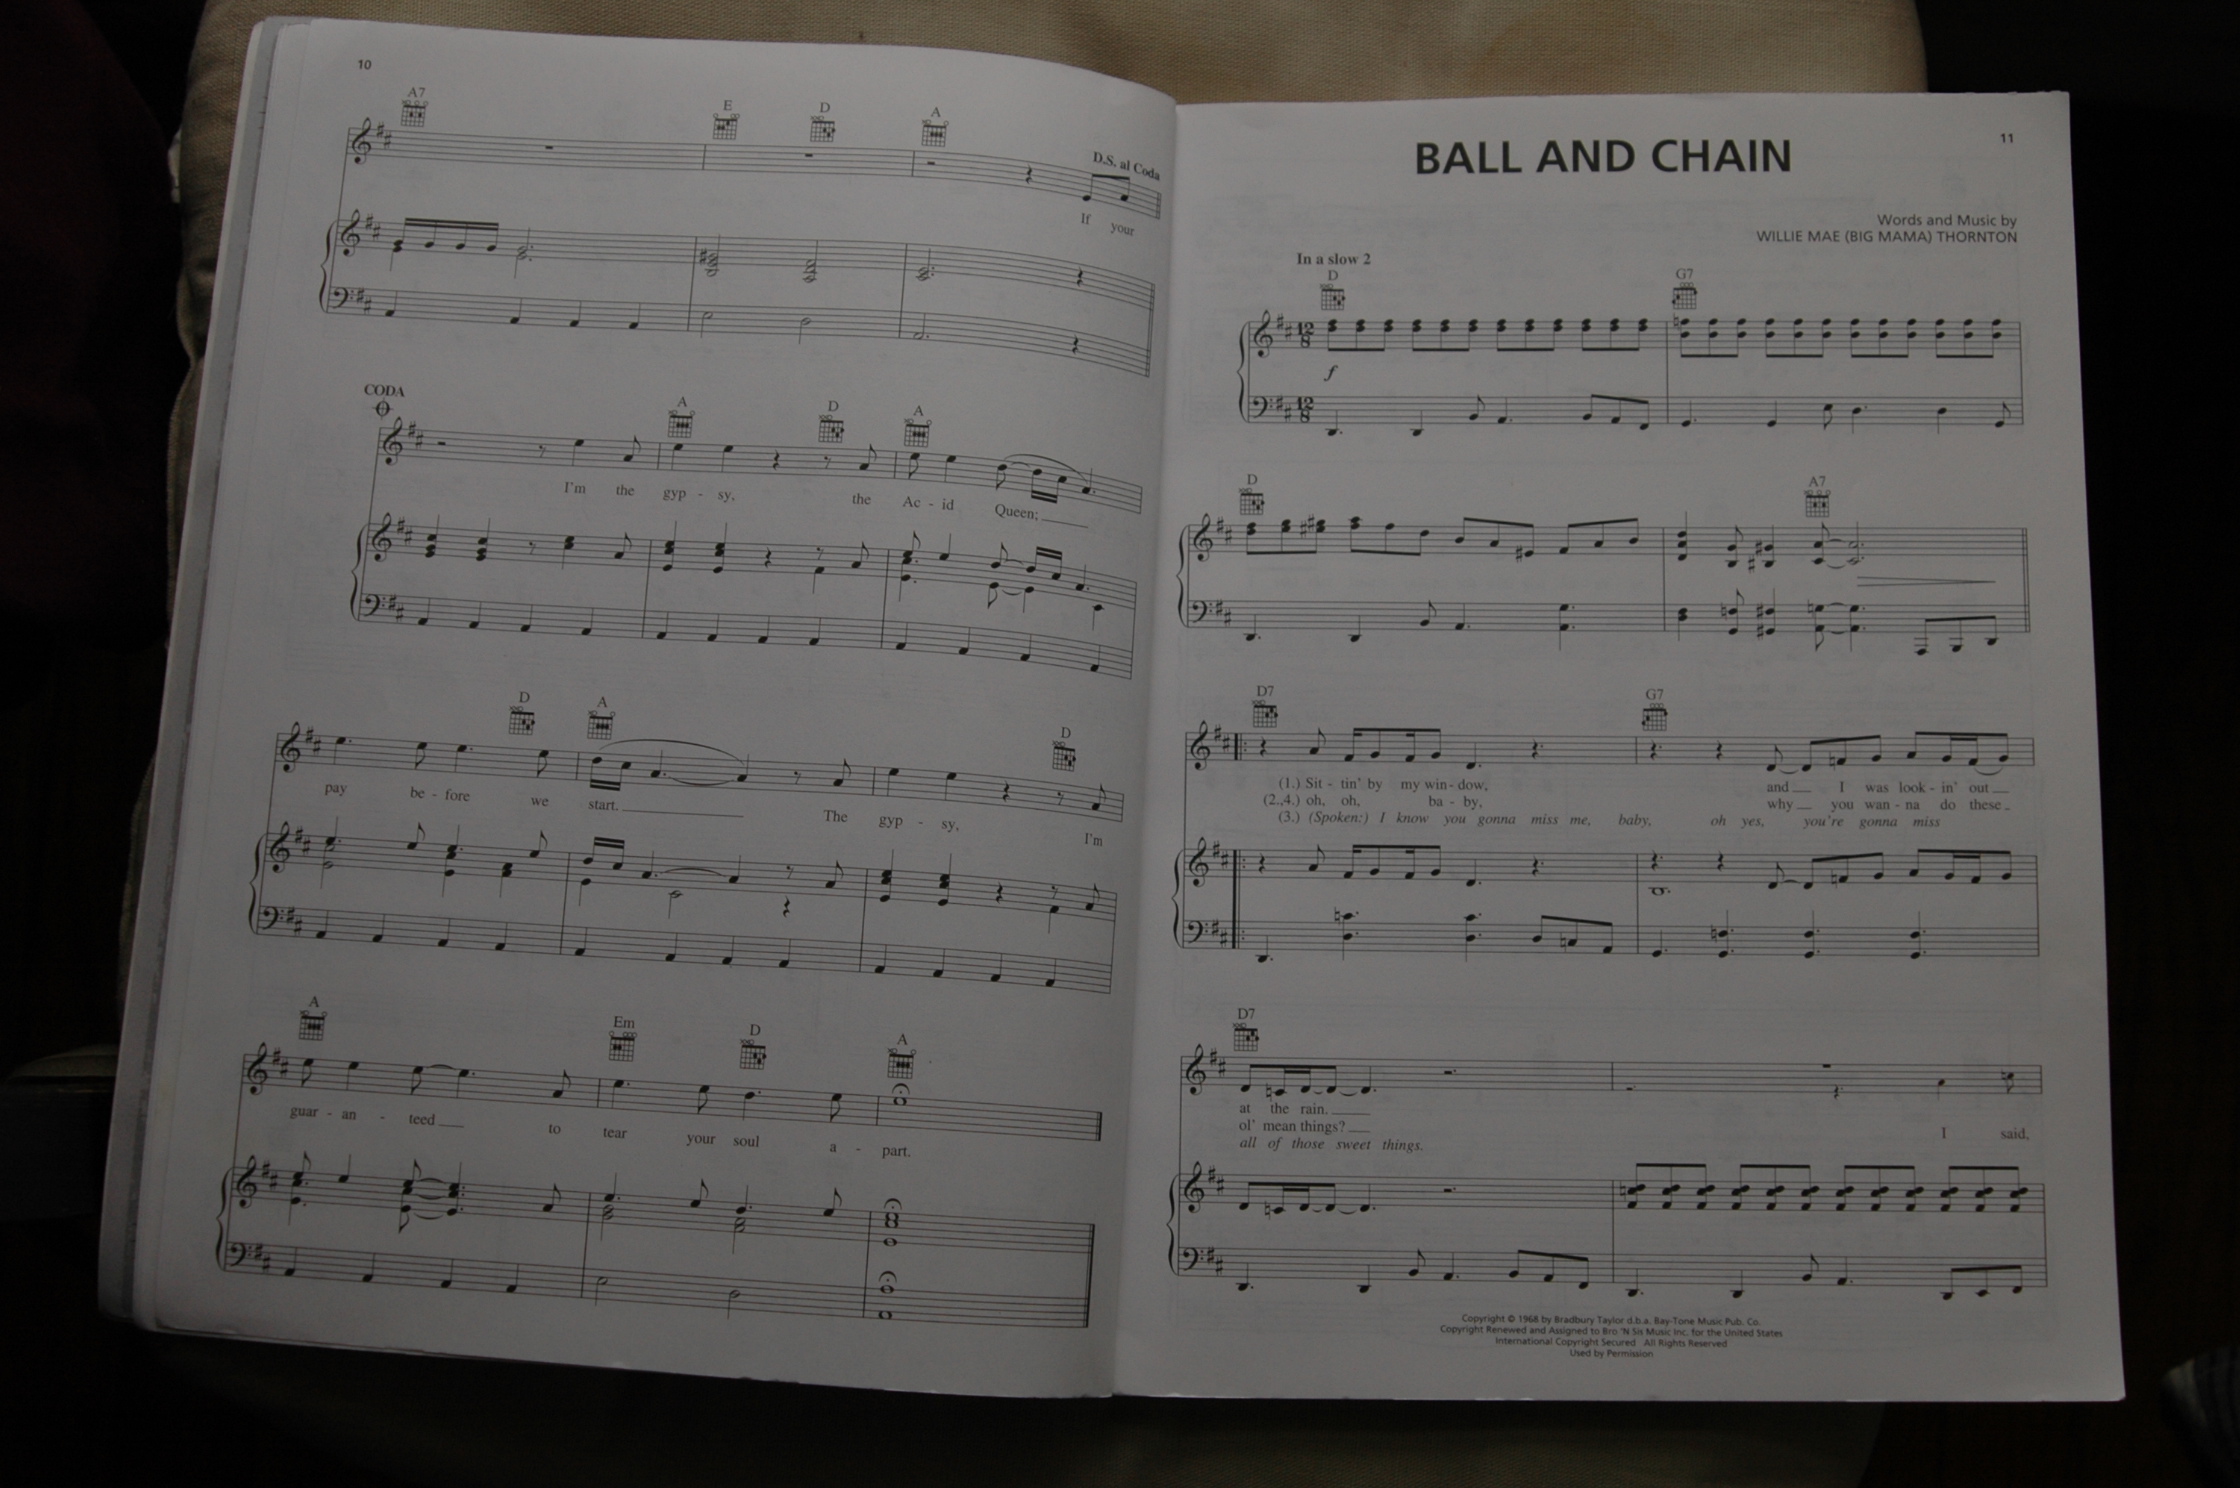 10
A7 E D A
D.S. al Coda
If your
CODA
A D A
I'm the gyp - sy, the Ac - id Queen;
D A D
pay be - fore we start. The gyp - sy, I'm
A Em D A
guar - an - teed to tear your soul a - part.
11
BALL AND CHAIN
Words and Music by
WILLIE MAE (BIG MAMA) THORNTON
In a slow 2
D G7
12 8
f
12 8
D A7
D7 G7
(1.) Sit - tin' by my win - dow, and I was look - in' out
(2.,4.) oh, oh, ba - by, why you wan - na do these
(3.) (Spoken:) I know you gonna miss me, baby, oh yes, you're gonna miss
D7
at the rain.
ol' mean things? I said,
all of those sweet things.
Copyright © 1968 by Bradbury Taylor d.b.a. Bay-Tone Music Pub. Co.
Copyright Renewed and Assigned to Bro 'N Sis Music Inc. for the United States
International Copyright Secured All Rights Reserved
Used by Permission